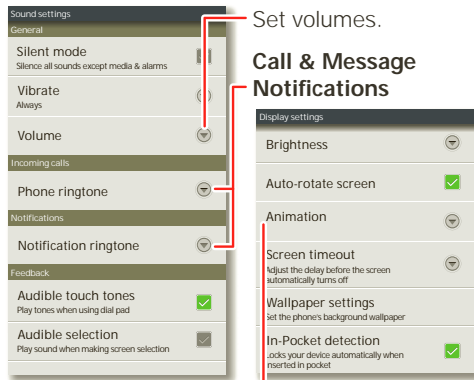 Sound settings
General
Silent mode
Silence all sounds except media & alarms
Vibrate
Always
Volume
Incoming calls
Phone ringtone
Notifications
Notification ringtone
Feedback
Audible touch tones
Play tones when using dial pad
Audible selection
Play sound when making screen selection
Set volumes.
Call & Message
Notifications
Display settings
Brightness
Auto-rotate screen
Animation
Screen timeout
Adjust the delay before the screen
automatically turns off
Wallpaper settings
Set the phone's background wallpaper
In-Pocket detection
Locks your device automatically when
inserted in pocket